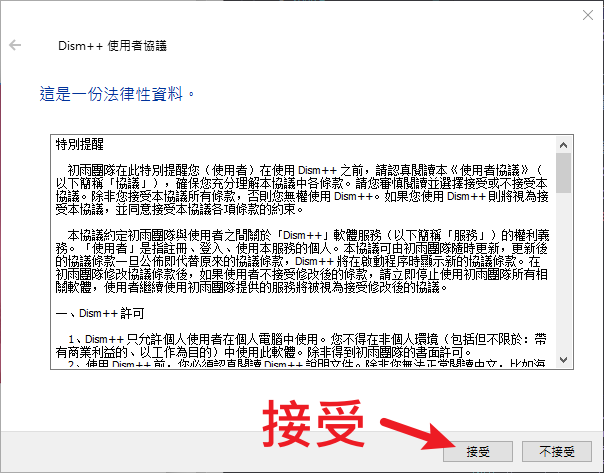 Dism++ 使用者協議
這是一份法律性資料。
特別提醒
初雨團隊在此特別提醒您（使用者）在使用 Dism++ 之前，請認真閱讀本《使用者協議》（
以下簡稱「協議」），確保您充分理解本協議中各條款。請您審慎閱讀並選擇接受或不接受本
協議。除非您接受本協議所有條款，否則您無權使用 Dism++。如果您使用 Dism++ 則將視為接
受本協議，並同意接受本協議各項條款的約束。
本協議約定初雨團隊與使用者之間關於「Dism++」軟體服務（以下簡稱「服務」）的權利義
務。「使用者」是指註冊、登入、使用本服務的個人。本協議可由初雨團隊隨時更新，更新後
的協議條款一旦公佈即代替原來的協議條款，Dism++ 將在啟動程序時顯示新的協議條款。在
初雨團隊修改協議條款後，如果使用者不接受修改後的條款，請立即停止使用初雨團隊所有相
關軟體，使用者繼續使用初雨團隊提供的服務將被視為接受修改後的協議。
一、Dism++ 許可
1、Dism++ 只允許個人使用者在個人電腦中使用。您不得在非個人環境（包括但不限於：帶
有商業利益的、以工作為目的）中使用此軟體。除非得到初雨團隊的書面許可。
2、使用 Dism++ 前，您必須認真閱讀 Dism++ 說明文件。除非您無法正常閱讀中文，比如海
接受
接受
不接受